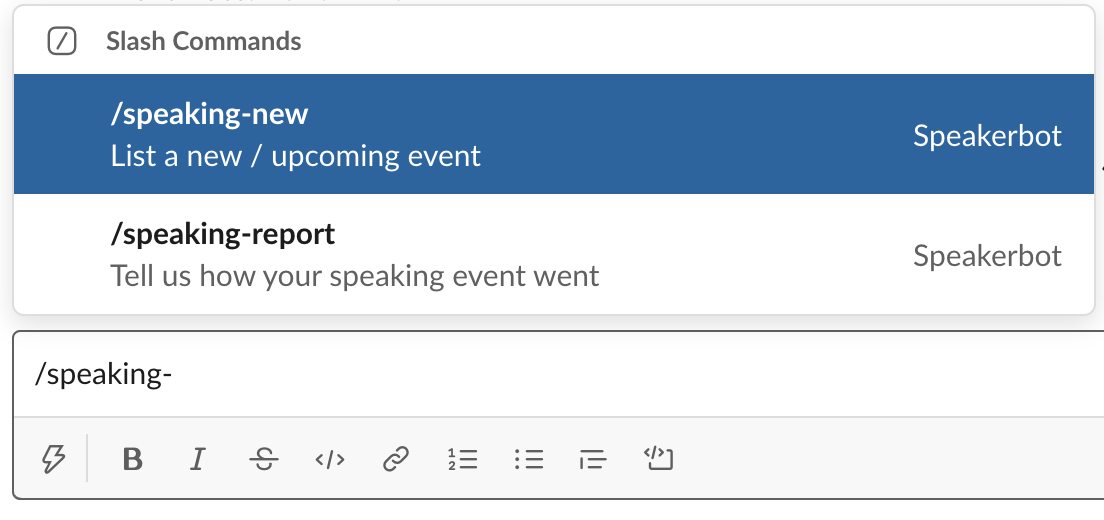 Slash Commands
/speaking-new
List a new / upcoming event
Speakerbot
/speaking-report
Tell us how your speaking event went
Speakerbot
/speaking-